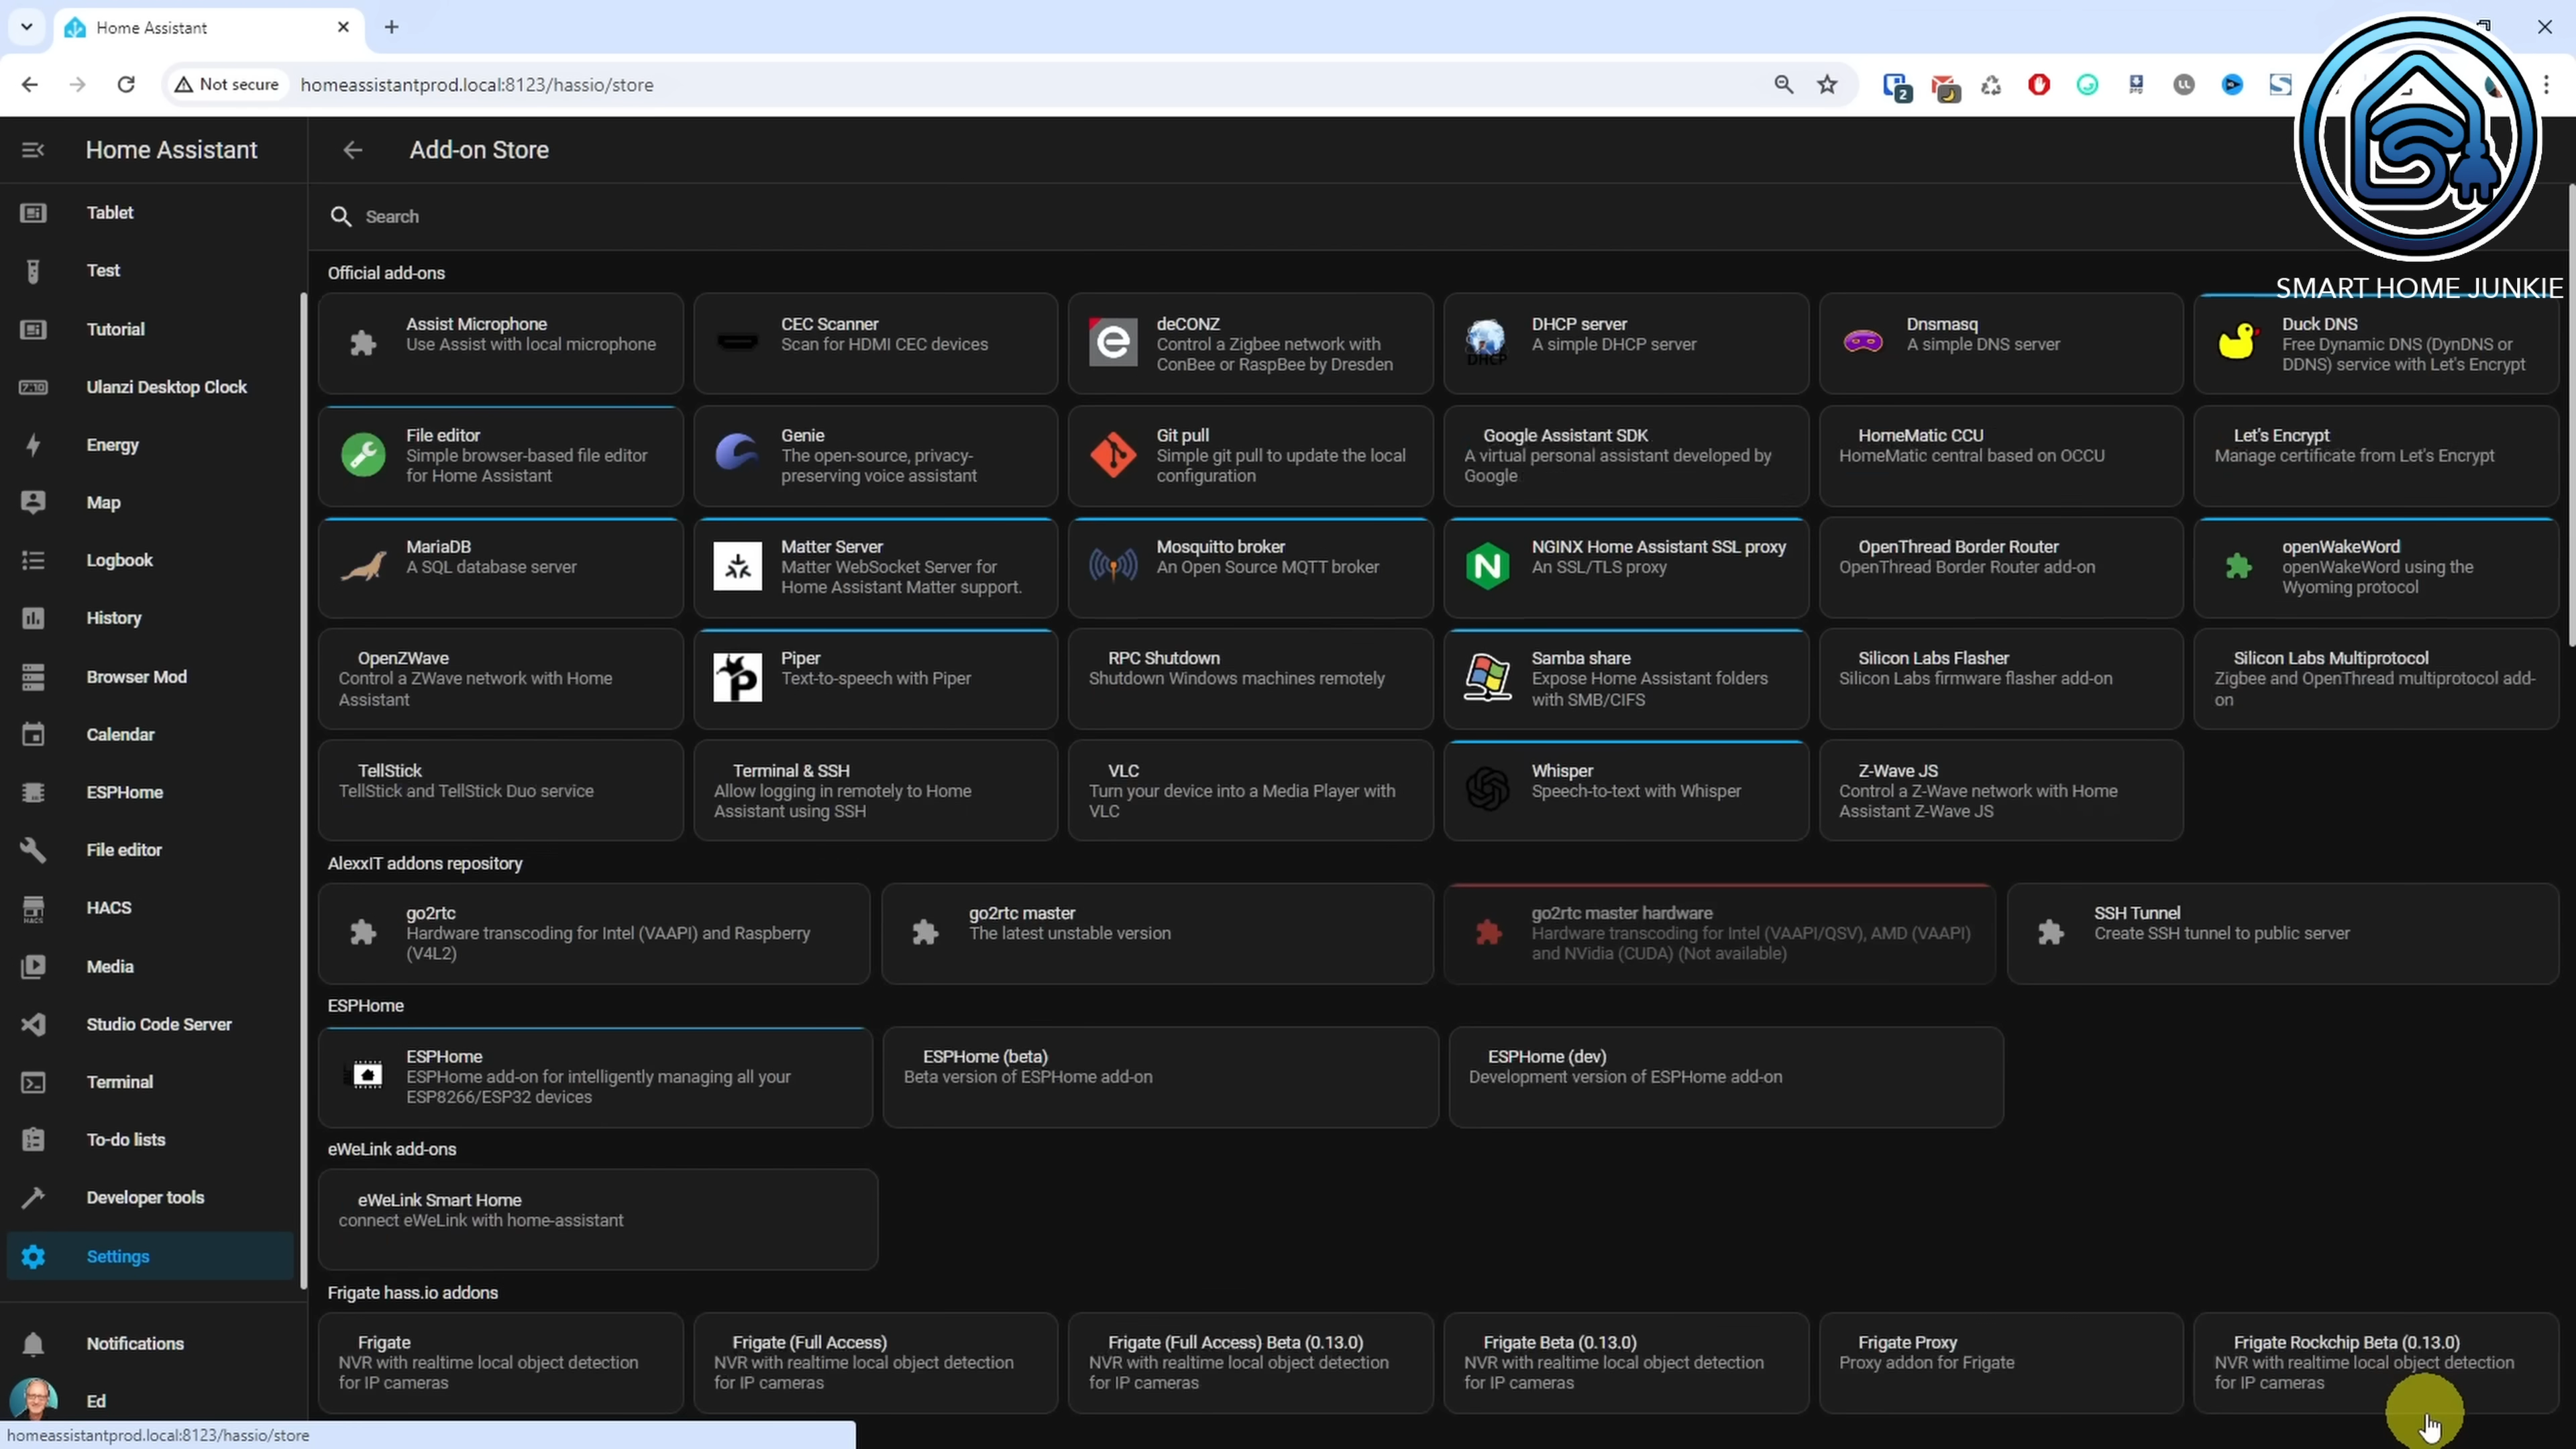 Home Assistant
Not secure
homeassistantprod.local:8123/hassio/store
2
SMART HOME JUNKIE
Home Assistant
Add-on Store
Tablet
Test
Tutorial
Ulanzi Desktop Clock
Energy
Map
Logbook
History
Browser Mod
Calendar
ESPHome
File editor
HACS
HACS
Media
Studio Code Server
Terminal
To-do lists
Developer tools
Settings
Notifications
Ed
Search
Official add-ons
Assist Microphone
Use Assist with local microphone
CEC Scanner
Scan for HDMI CEC devices
deCONZ
Control a Zigbee network with
ConBee or RaspBee by Dresden
DHCP
DHCP server
A simple DHCP server
Dnsmasq
A simple DNS server
Duck DNS
Free Dynamic DNS (DynDNS or
DDNS) service with Let's Encrypt
File editor
Simple browser-based file editor
for Home Assistant
Genie
The open-source, privacy-
preserving voice assistant
Git pull
Simple git pull to update the local
configuration
Google Assistant SDK
A virtual personal assistant developed by
Google
HomeMatic CCU
HomeMatic central based on OCCU
Let's Encrypt
Manage certificate from Let's Encrypt
MariaDB
A SQL database server
Matter Server
Matter WebSocket Server for
Home Assistant Matter support.
Mosquitto broker
An Open Source MQTT broker
NGINX Home Assistant SSL proxy
An SSL/TLS proxy
OpenThread Border Router
OpenThread Border Router add-on
openWakeWord
openWakeWord using the
Wyoming protocol
OpenZWave
Control a ZWave network with Home
Assistant
Piper
Text-to-speech with Piper
RPC Shutdown
Shutdown Windows machines remotely
Samba share
Expose Home Assistant folders
with SMB/CIFS
Silicon Labs Flasher
Silicon Labs firmware flasher add-on
Silicon Labs Multiprotocol
Zigbee and OpenThread multiprotocol add-
on
TellStick
TellStick and TellStick Duo service
Terminal & SSH
Allow logging in remotely to Home
Assistant using SSH
VLC
Turn your device into a Media Player with
VLC
Whisper
Speech-to-text with Whisper
Z-Wave JS
Control a Z-Wave network with Home
Assistant Z-Wave JS
AlexxIT addons repository
go2rtc
Hardware transcoding for Intel (VAAPI) and Raspberry
(V4L2)
go2rtc master
The latest unstable version
go2rtc master hardware
Hardware transcoding for Intel (VAAPI/QSV), AMD (VAAPI)
and NVidia (CUDA) (Not available)
SSH Tunnel
Create SSH tunnel to public server
ESPHome
ESPHome
ESPHome add-on for intelligently managing all your
ESP8266/ESP32 devices
ESPHome (beta)
Beta version of ESPHome add-on
ESPHome (dev)
Development version of ESPHome add-on
eWeLink add-ons
eWeLink Smart Home
connect eWeLink with home-assistant
Frigate hass.io addons
Frigate
NVR with realtime local object detection
for IP cameras
Frigate (Full Access)
NVR with realtime local object detection
for IP cameras
Frigate (Full Access) Beta (0.13.0)
NVR with realtime local object detection
for IP cameras
Frigate Beta (0.13.0)
NVR with realtime local object detection
for IP cameras
Frigate Proxy
Proxy addon for Frigate
Frigate Rockchip Beta (0.13.0)
NVR with realtime local object detection
for IP cameras
homeassistantprod.local:8123/hassio/store